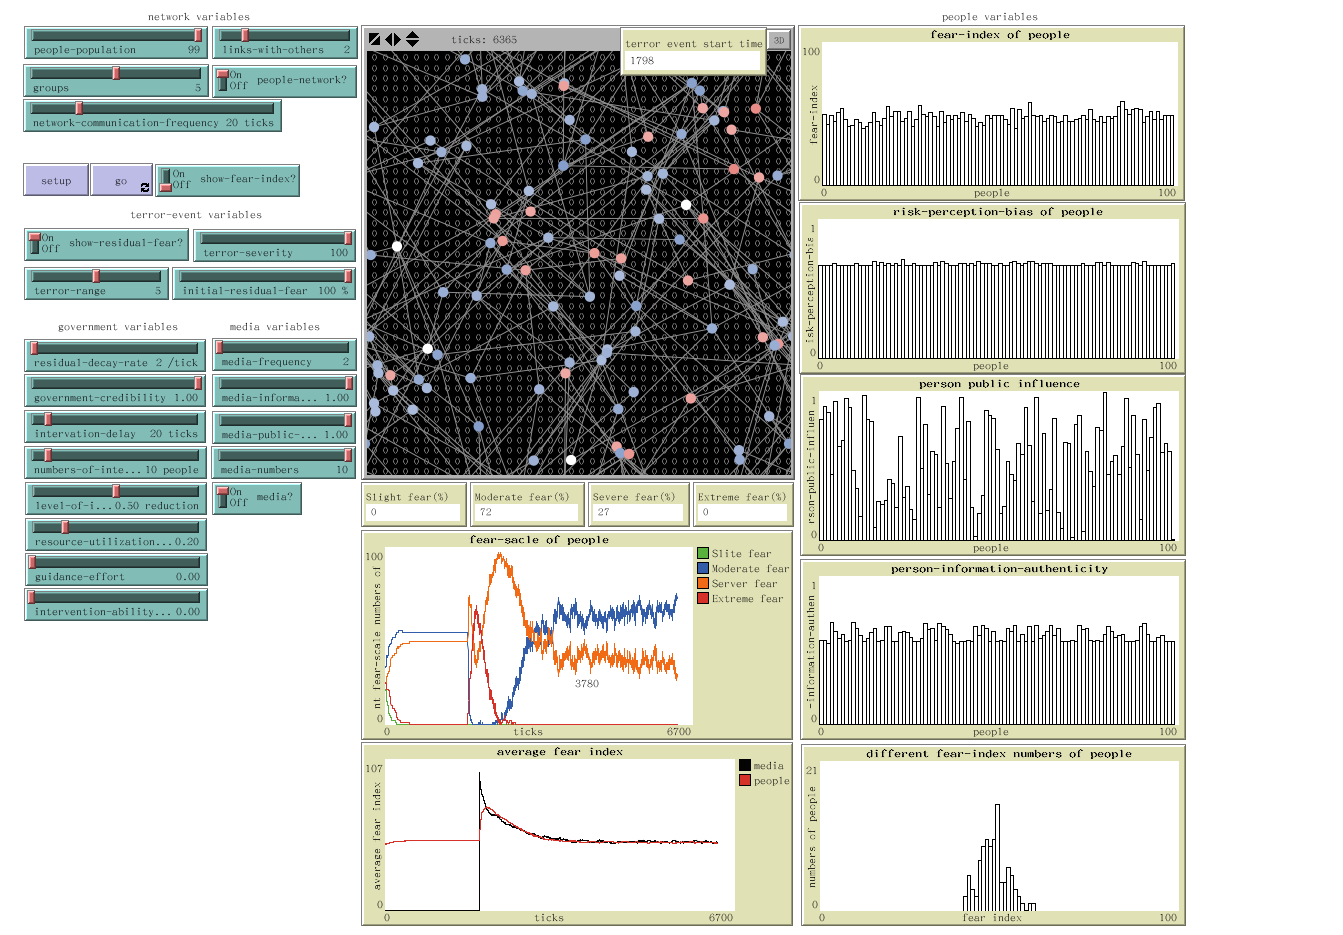 network variables
people-population 99
links-with-others 2
groups 5
On
Off
people-network?
network-communication-frequency 20 ticks
setup
go
On
Off
show-fear-index?
terror-event variables
On
Off
show-residual-fear?
terror-severity 100
terror-range 5
initial-residual-fear 100 %
government variables
media variables
residual-decay-rate 2 /tick
media-frequency 2
government-credibility 1.00
media-informa... 1.00
intervation-delay 20 ticks
media-public-... 1.00
numbers-of-inte... 10 people
media-numbers 10
level-of-i... 0.50 reduction
On
Off
media?
resource-utilization... 0.20
guidance-effort 0.00
intervention-ability... 0.00
ticks: 6365
terror event start time
1798
3D
Slight fear(%)
0
Moderate fear(%)
72
Severe fear(%)
27
Extreme fear(%)
0
fear-sacle of people
100
nt fear-scale numbers of
0
3780
0
ticks
6700
Slite fear
Moderate fear
Server fear
Extreme fear
average fear index
107
average fear index
0
0
ticks
6700
media
people
people variables
fear-index of people
100
fear-index
0
0
people
100
risk-perception-bias of people
1
isk-perception-bias
0
0
people
100
person public influence
1
rson-public-influen
0
0
people
100
person-information-authenticity
1
-information-authen
0
0
people
100
different fear-index numbers of people
21
numbers of people
0
0
fear index
100